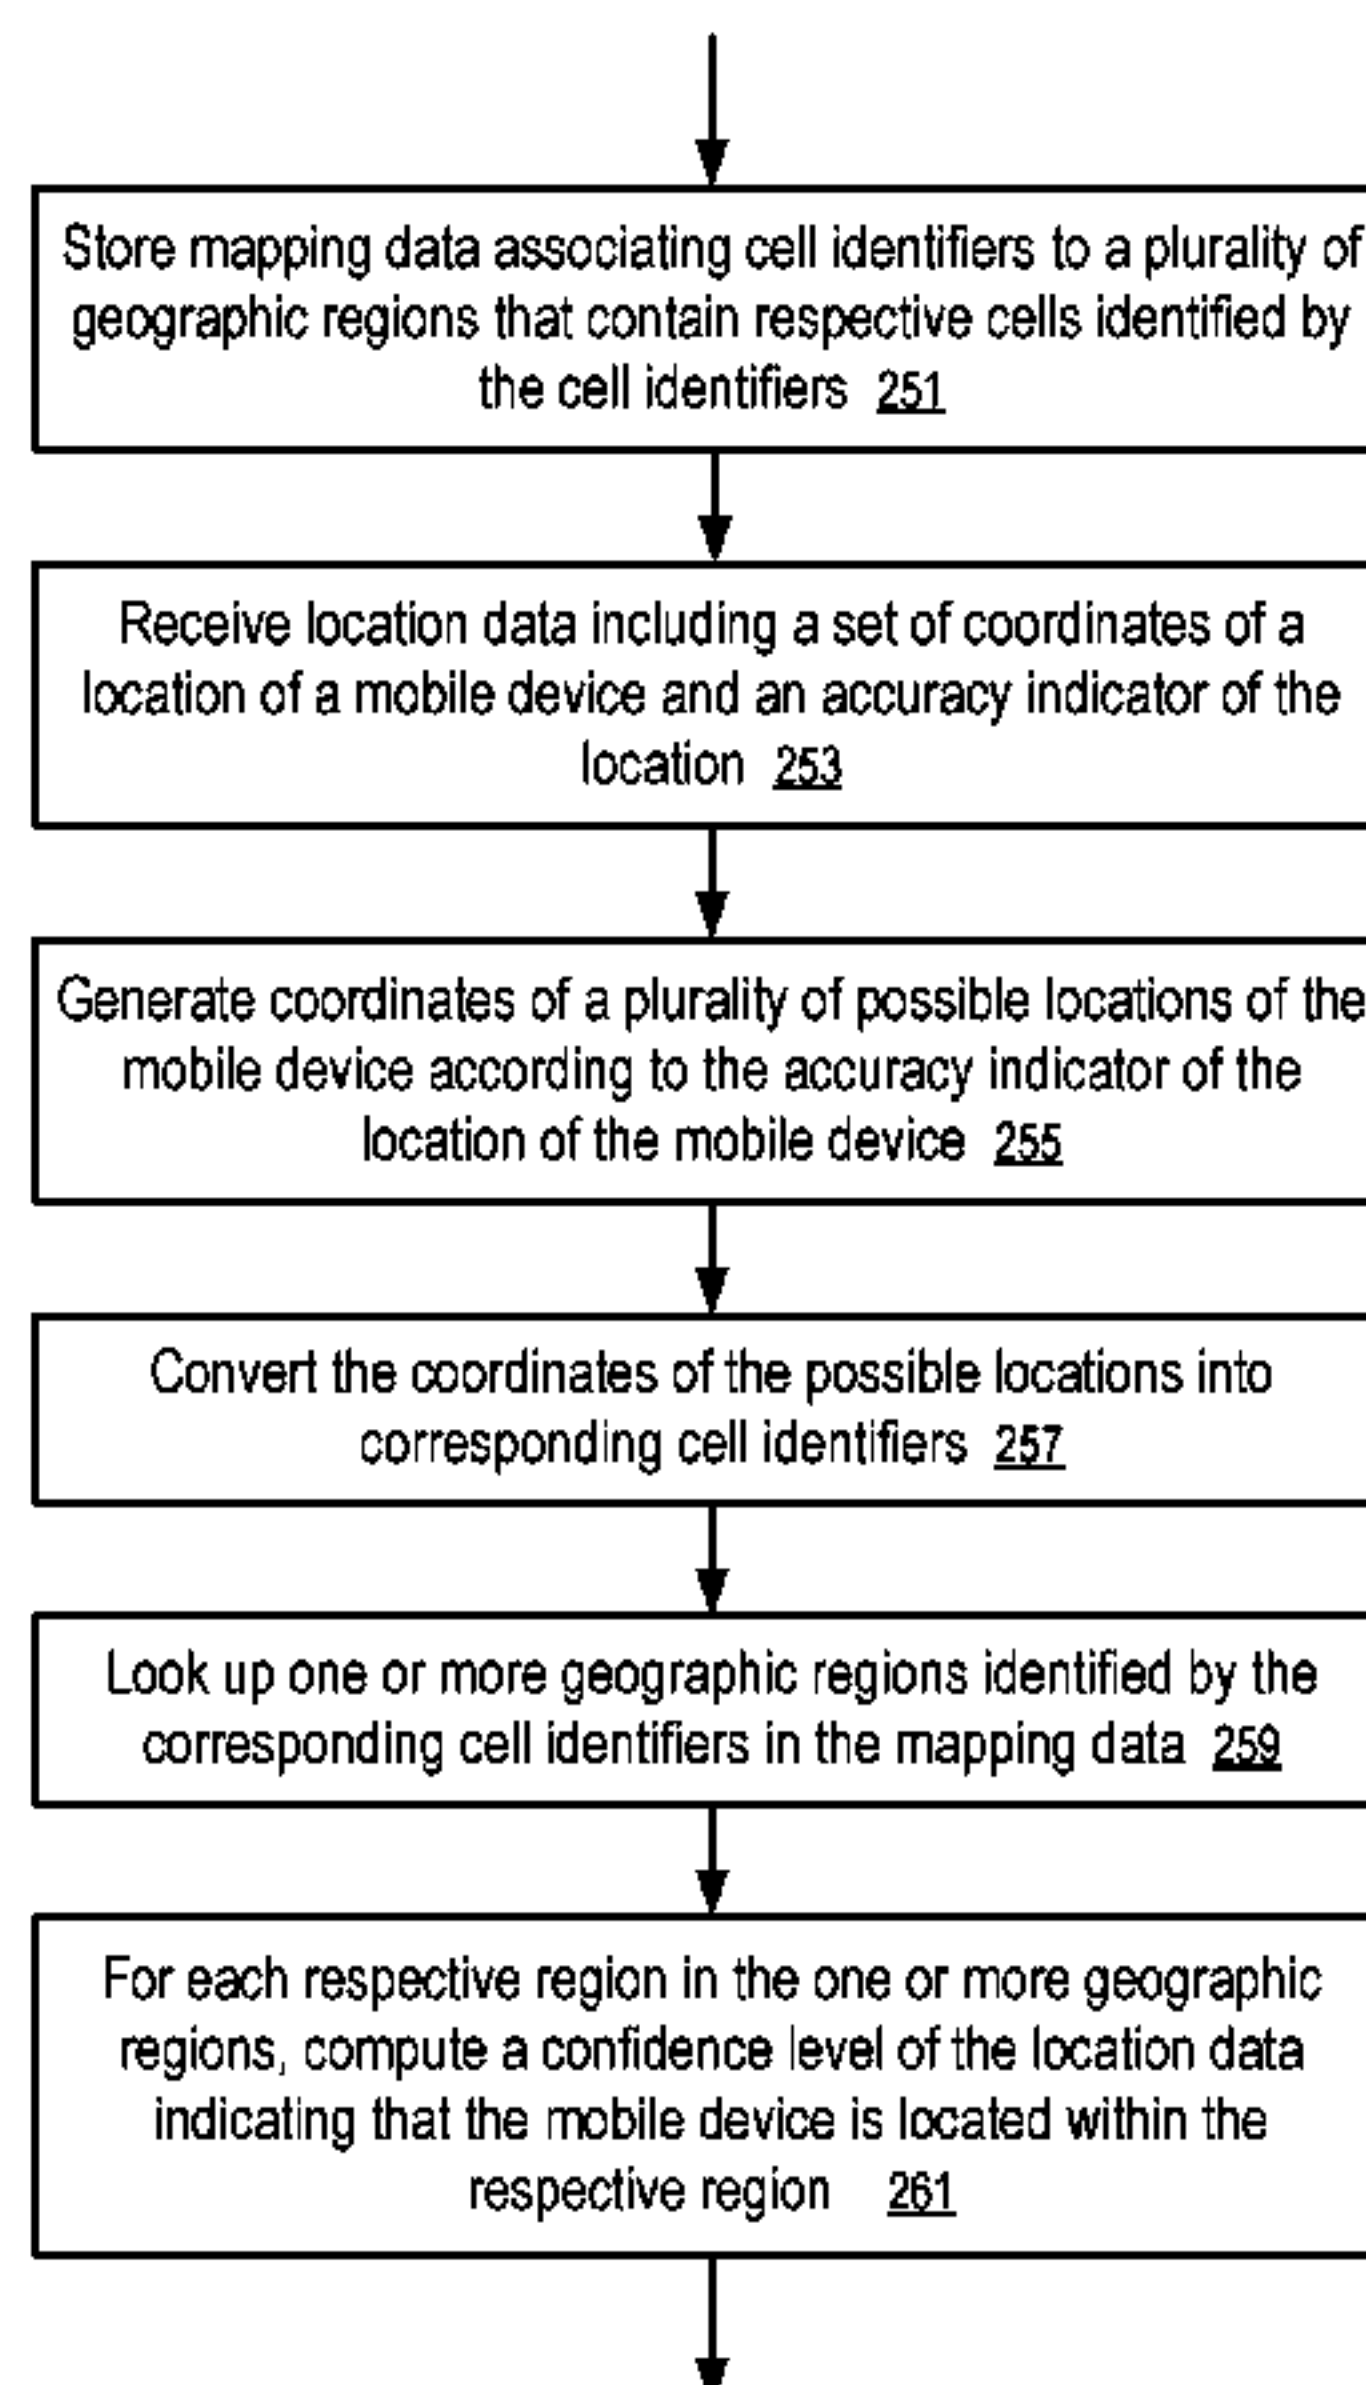 Store mapping data associating cell identifiers to a plurality of
geographic regions that contain respective cells identified by
the cell identifiers 251
Receive location data including a set of coordinates of a
location of a mobile device and an accuracy indicator of the
location 253
Generate coordinates of a plurality of possible locations of the
mobile device according to the accuracy indicator of the
location of the mobile device 255
Convert the coordinates of the possible locations into
corresponding cell identifiers 257
Look up one or more geographic regions identified by the
corresponding cell identifiers in the mapping data 259
For each respective region in the one or more geographic
regions, compute a confidence level of the location data
indicating that the mobile device is located within the
respective region 261